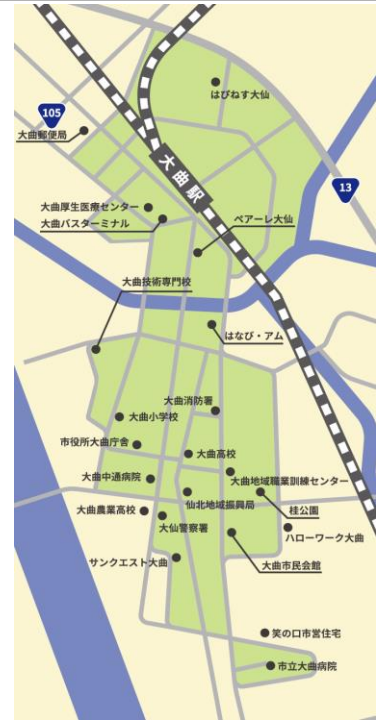 はぴねす大仙
105
大曲郵便局
大曲駅
13
大曲厚生医療センター
大曲バスターミナル
ペアーレ大仙
大曲技術専門校
はなび・アム
大曲消防署
大曲小学校
市役所大曲庁舎
大曲高校
大曲中通病院
大曲地域職業訓練センター
仙北地域振興局
桂公園
大曲農業高校
大仙警察署
ハローワーク大曲
サンクエスト大曲
大曲市民会館
笑の口市営住宅
市立大曲病院